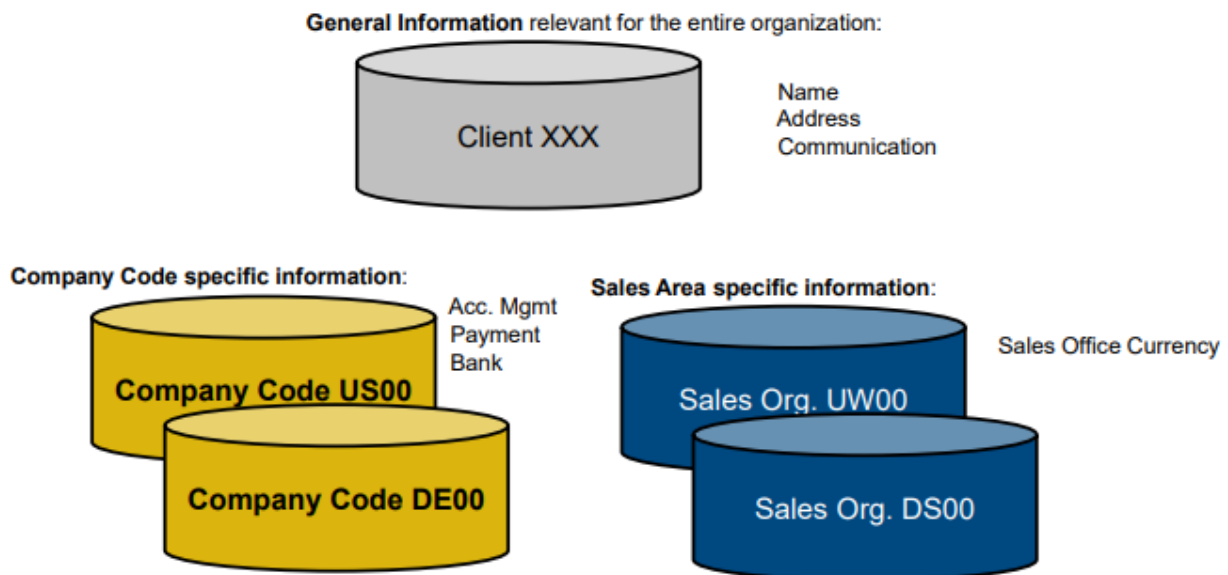 General Information relevant for the entire organization:
Client XXX
Name
Address
Communication
Company Code specific information:
Acc. Mgmt
Payment
Bank
Company Code US00
Company Code DE00
Sales Area specific information:
Sales Office Currency
Sales Org. UW00
Sales Org. DS00